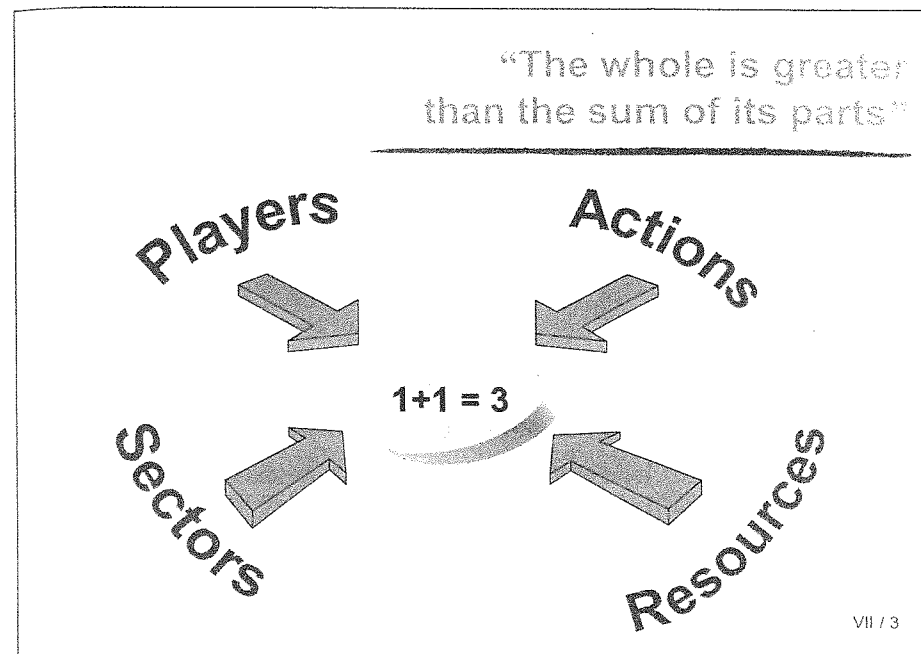 “The whole is greater
than the sum of its parts”
Players
Actions
1+1 = 3
Sectors
Resources
VII / 3